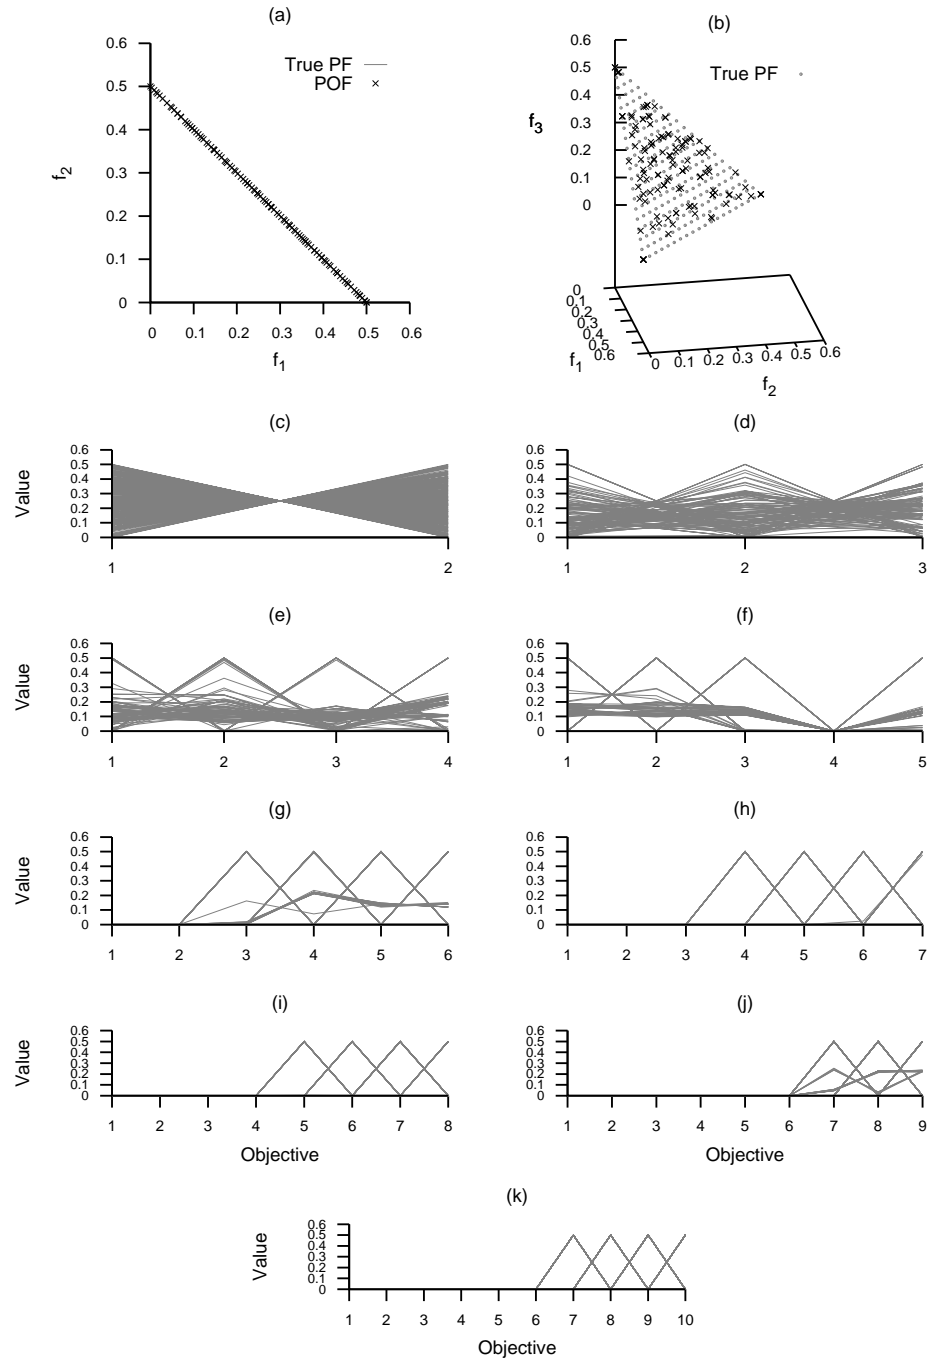 (a)
0.6
0.5
0.4
0.3
0.2
0.1
0
f2
True PF
POF
0 0.1 0.2 0.3 0.4 0.5 0.6
f1
(b)
0.6
0.5
0.4
0.3
0.2
0.1
0
f3
True PF
0
0.1
0.2
0.3
0.4
0.5
0.6
f1
0 0.1 0.2 0.3 0.4 0.5 0.6
f2
(c)
Value
0.6
0.5
0.4
0.3
0.2
0.1
0
1 2
(d)
0.6
0.5
0.4
0.3
0.2
0.1
0
1 2 3
(e)
Value
0.6
0.5
0.4
0.3
0.2
0.1
0
1 2 3 4
(f)
0.6
0.5
0.4
0.3
0.2
0.1
0
1 2 3 4 5
(g)
Value
0.6
0.5
0.4
0.3
0.2
0.1
0
1 2 3 4 5 6
(h)
0.6
0.5
0.4
0.3
0.2
0.1
0
1 2 3 4 5 6 7
(i)
Value
0.6
0.5
0.4
0.3
0.2
0.1
0
1 2 3 4 5 6 7 8
Objective
(j)
0.6
0.5
0.4
0.3
0.2
0.1
0
1 2 3 4 5 6 7 8 9
Objective
(k)
Value
0.6
0.5
0.4
0.3
0.2
0.1
0
1 2 3 4 5 6 7 8 9 10
Objective